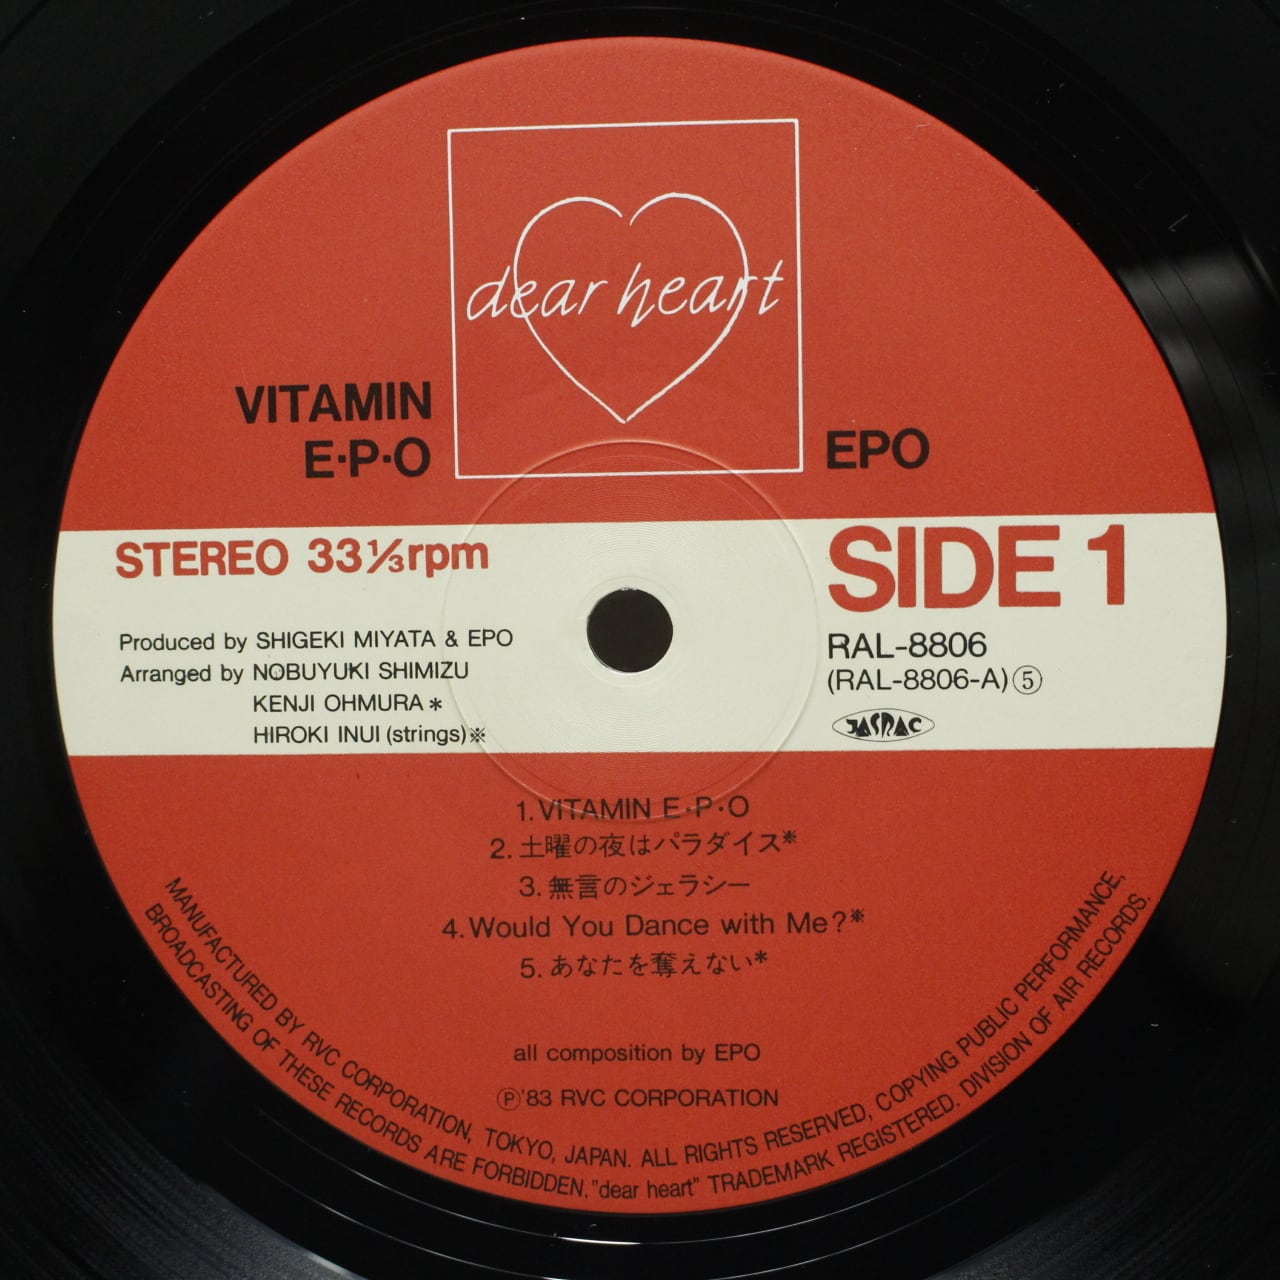 dear heart
VITAMIN
E·P·O
EPO
STEREO 33⅓rpm
SIDE 1
Produced by SHIGEKI MIYATA & EPO
Arranged by NOBUYUKI SHIMIZU
KENJI OHMURA*
HIROKI INUI (strings)※
RAL-8806
(RAL-8806-A)⑤
JASRAC
1. VITAMIN E·P·O
2. 土曜の夜はパラダイス※
3. 無言のジェラシー
4. Would You Dance with Me?※
5. あなたを奪えない*
all composition by EPO
Ⓟ'83 RVC CORPORATION
MANUFACTURED BY RVC CORPORATION, TOKYO, JAPAN. ALL RIGHTS RESERVED, COPYING PUBLIC PERFORMANCE,
BROADCASTING OF THESE RECORDS ARE FORBIDDEN. "dear heart" TRADEMARK REGISTERED. DIVISION OF AIR RECORDS.